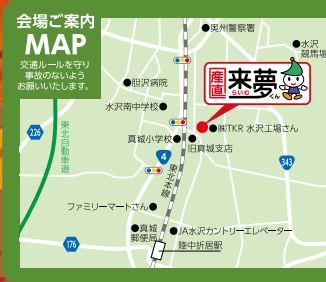 会場ご案内
MAP
交通ルールを守り
事故のないよう
お願いいたします。
奥州警察署
水沢
競馬場
胆沢病院
産直
来夢くん
らいむ
水沢南中学校
㈱TKR 水沢工場さん
226
東北自動車道
真城小学校
旧真城支店
4
東北本線
343
ファミリーマートさん
真城
郵便局
JA水沢カントリーエレベーター
176
陸中折居駅